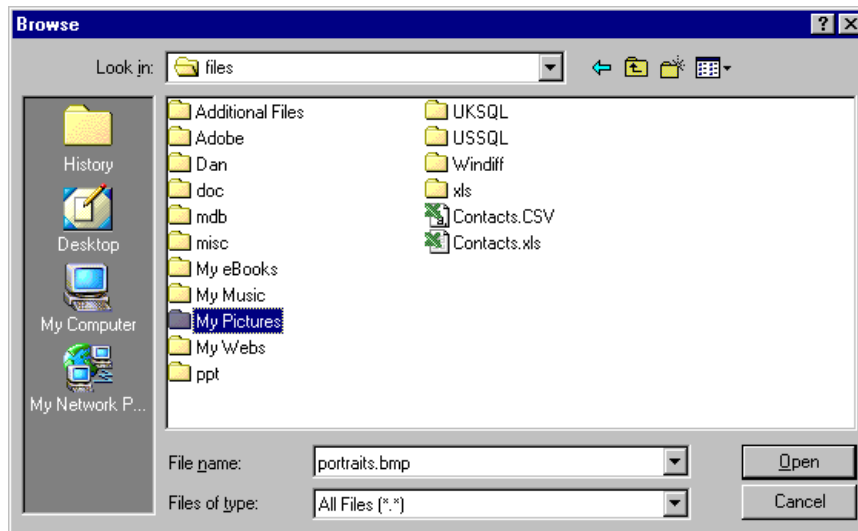 Browse
Look in: files
History
Desktop
My Computer
My Network P...
Additional Files
Adobe
Dan
doc
mdb
misc
My eBooks
My Music
My Pictures
My Webs
ppt
UKSQL
USSQL
Windiff
xls
Contacts.CSV
Contacts.xls
File name: portraits.bmp Open
Files of type: All Files (*.*) Cancel